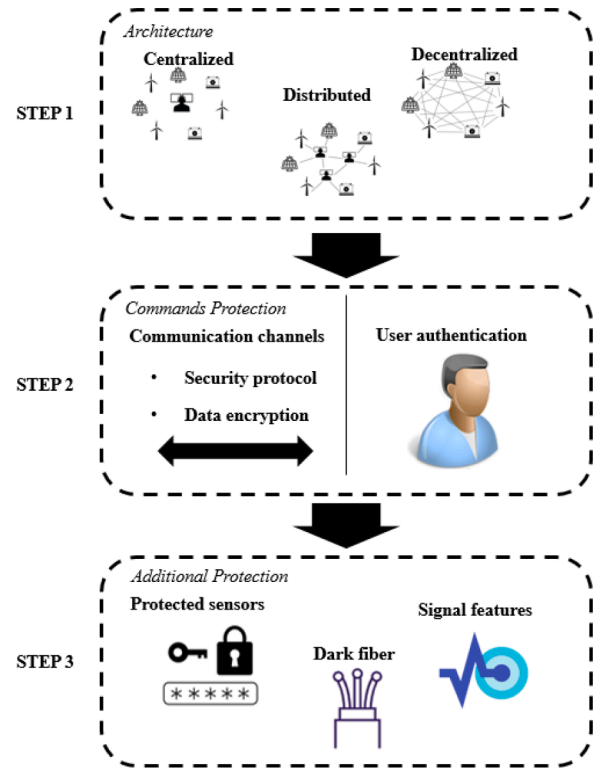 Architecture
Centralized
Decentralized
Distributed
STEP 1
Commands Protection
Communication channels
• Security protocol
• Data encryption
User authentication
STEP 2
Additional Protection
Protected sensors
*****
Dark fiber
Signal features
STEP 3